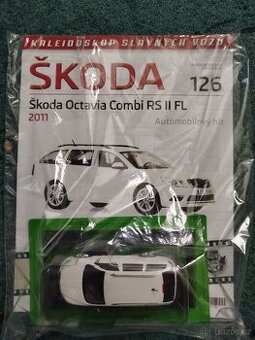 KALEIDOSKOP SLAVNÝCH VOZŮ
ŠKODA
126
Škoda Octavia Combi RS II FL
2011
Automobilový hit